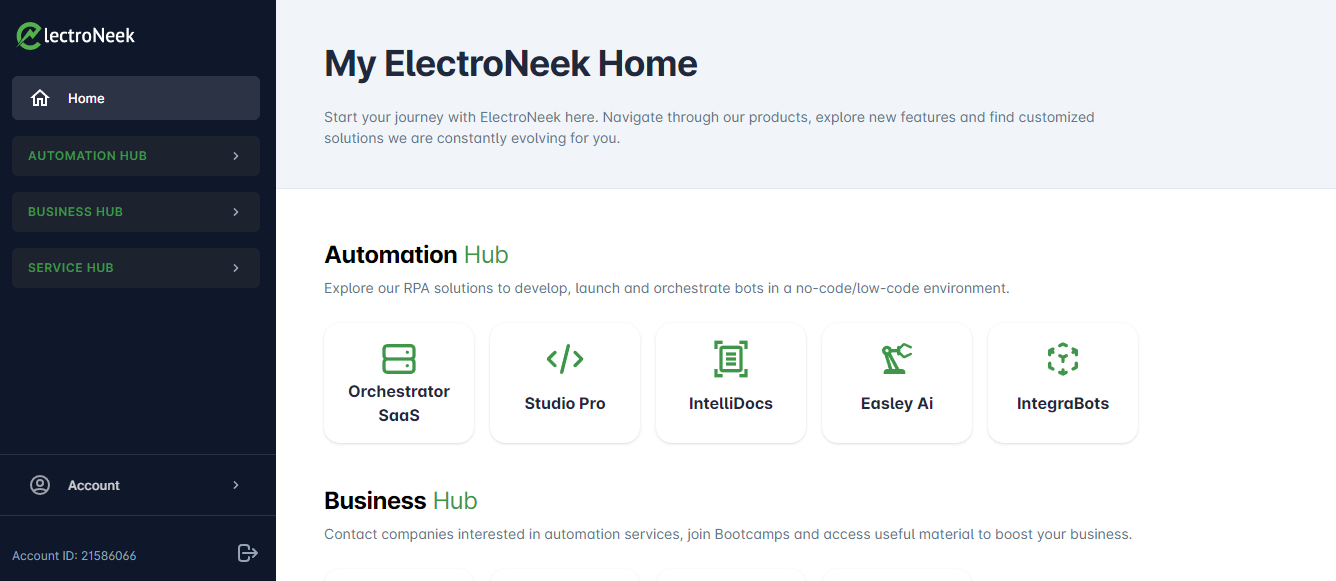 lectroNeek
Home
AUTOMATION HUB
BUSINESS HUB
SERVICE HUB
Account
Account ID: 21586066
My ElectroNeek Home
Start your journey with ElectroNeek here. Navigate through our products, explore new features and find customized
solutions we are constantly evolving for you.
Automation Hub
Explore our RPA solutions to develop, launch and orchestrate bots in a no-code/low-code environment.
Orchestrator
SaaS
Studio Pro
IntelliDocs
Easley Ai
IntegraBots
Business Hub
Contact companies interested in automation services, join Bootcamps and access useful material to boost your business.